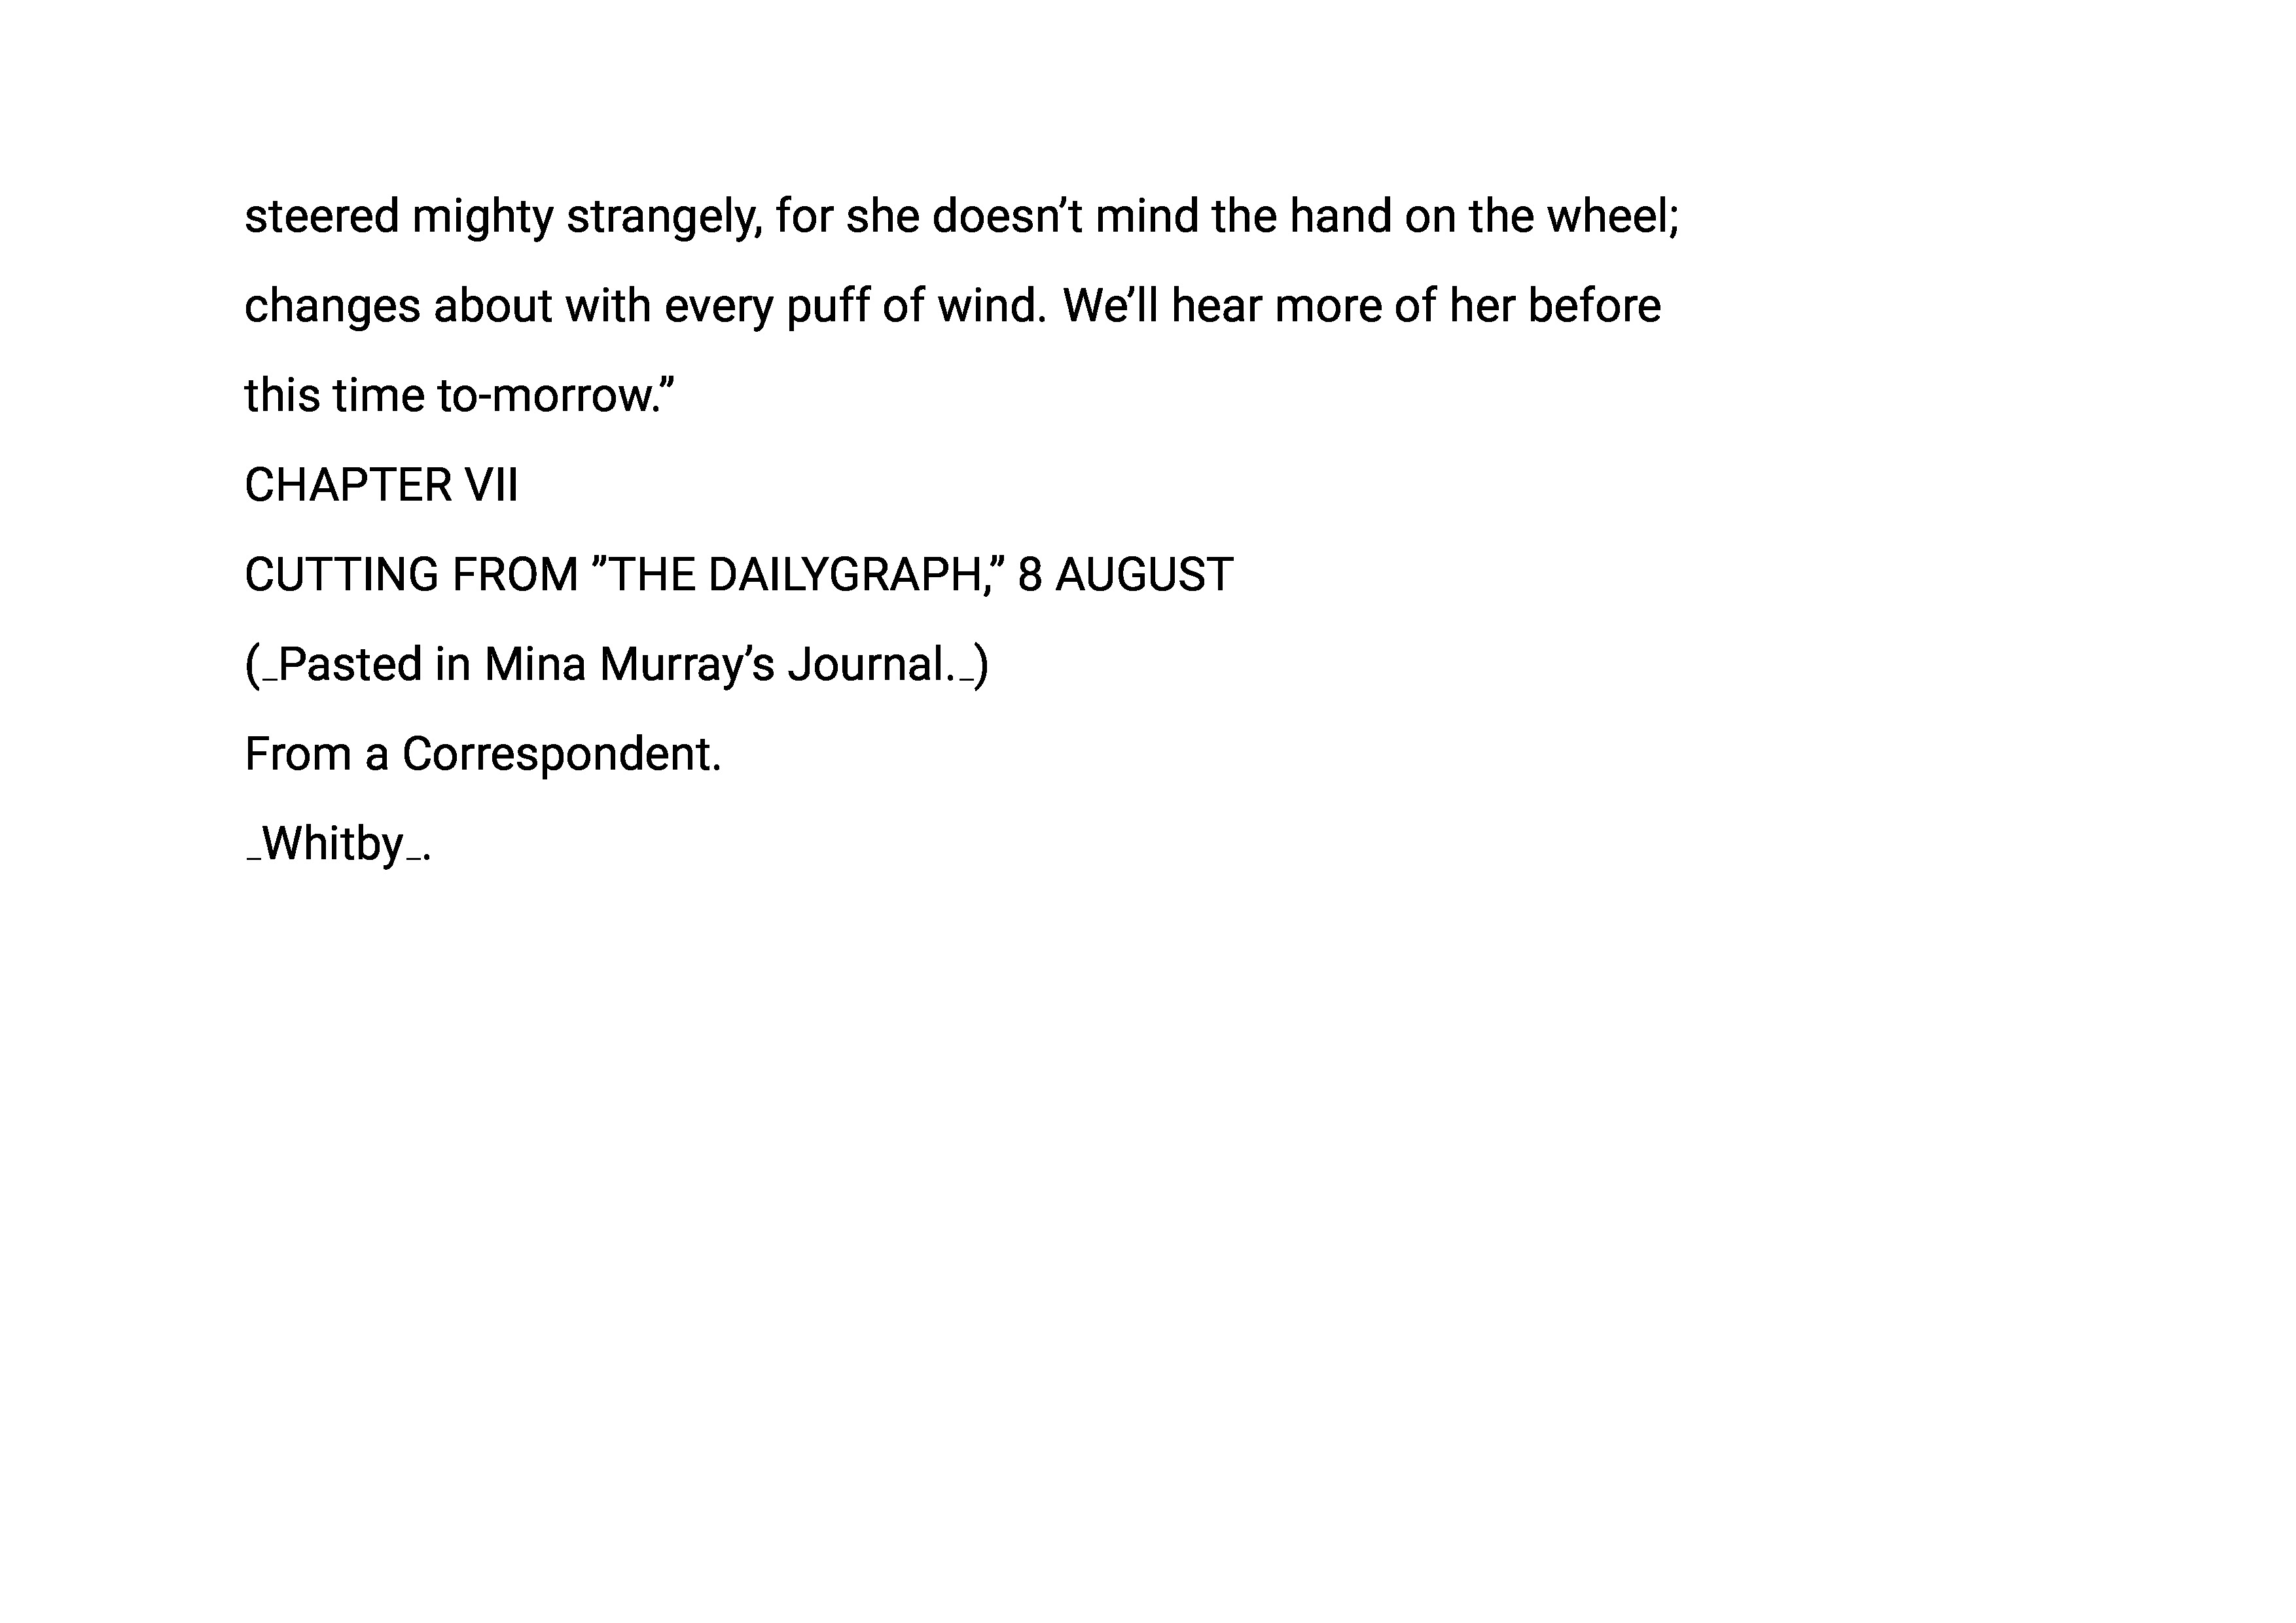 steered mighty strangely, for she doesn’t mind the hand on the wheel;
changes about with every puff of wind. We’ll hear more of her before
this time to-morrow.”
CHAPTER VII
CUTTING FROM ”THE DAILYGRAPH,” 8 AUGUST
(_Pasted in Mina Murray’s Journal._)
From a Correspondent.
_Whitby_.